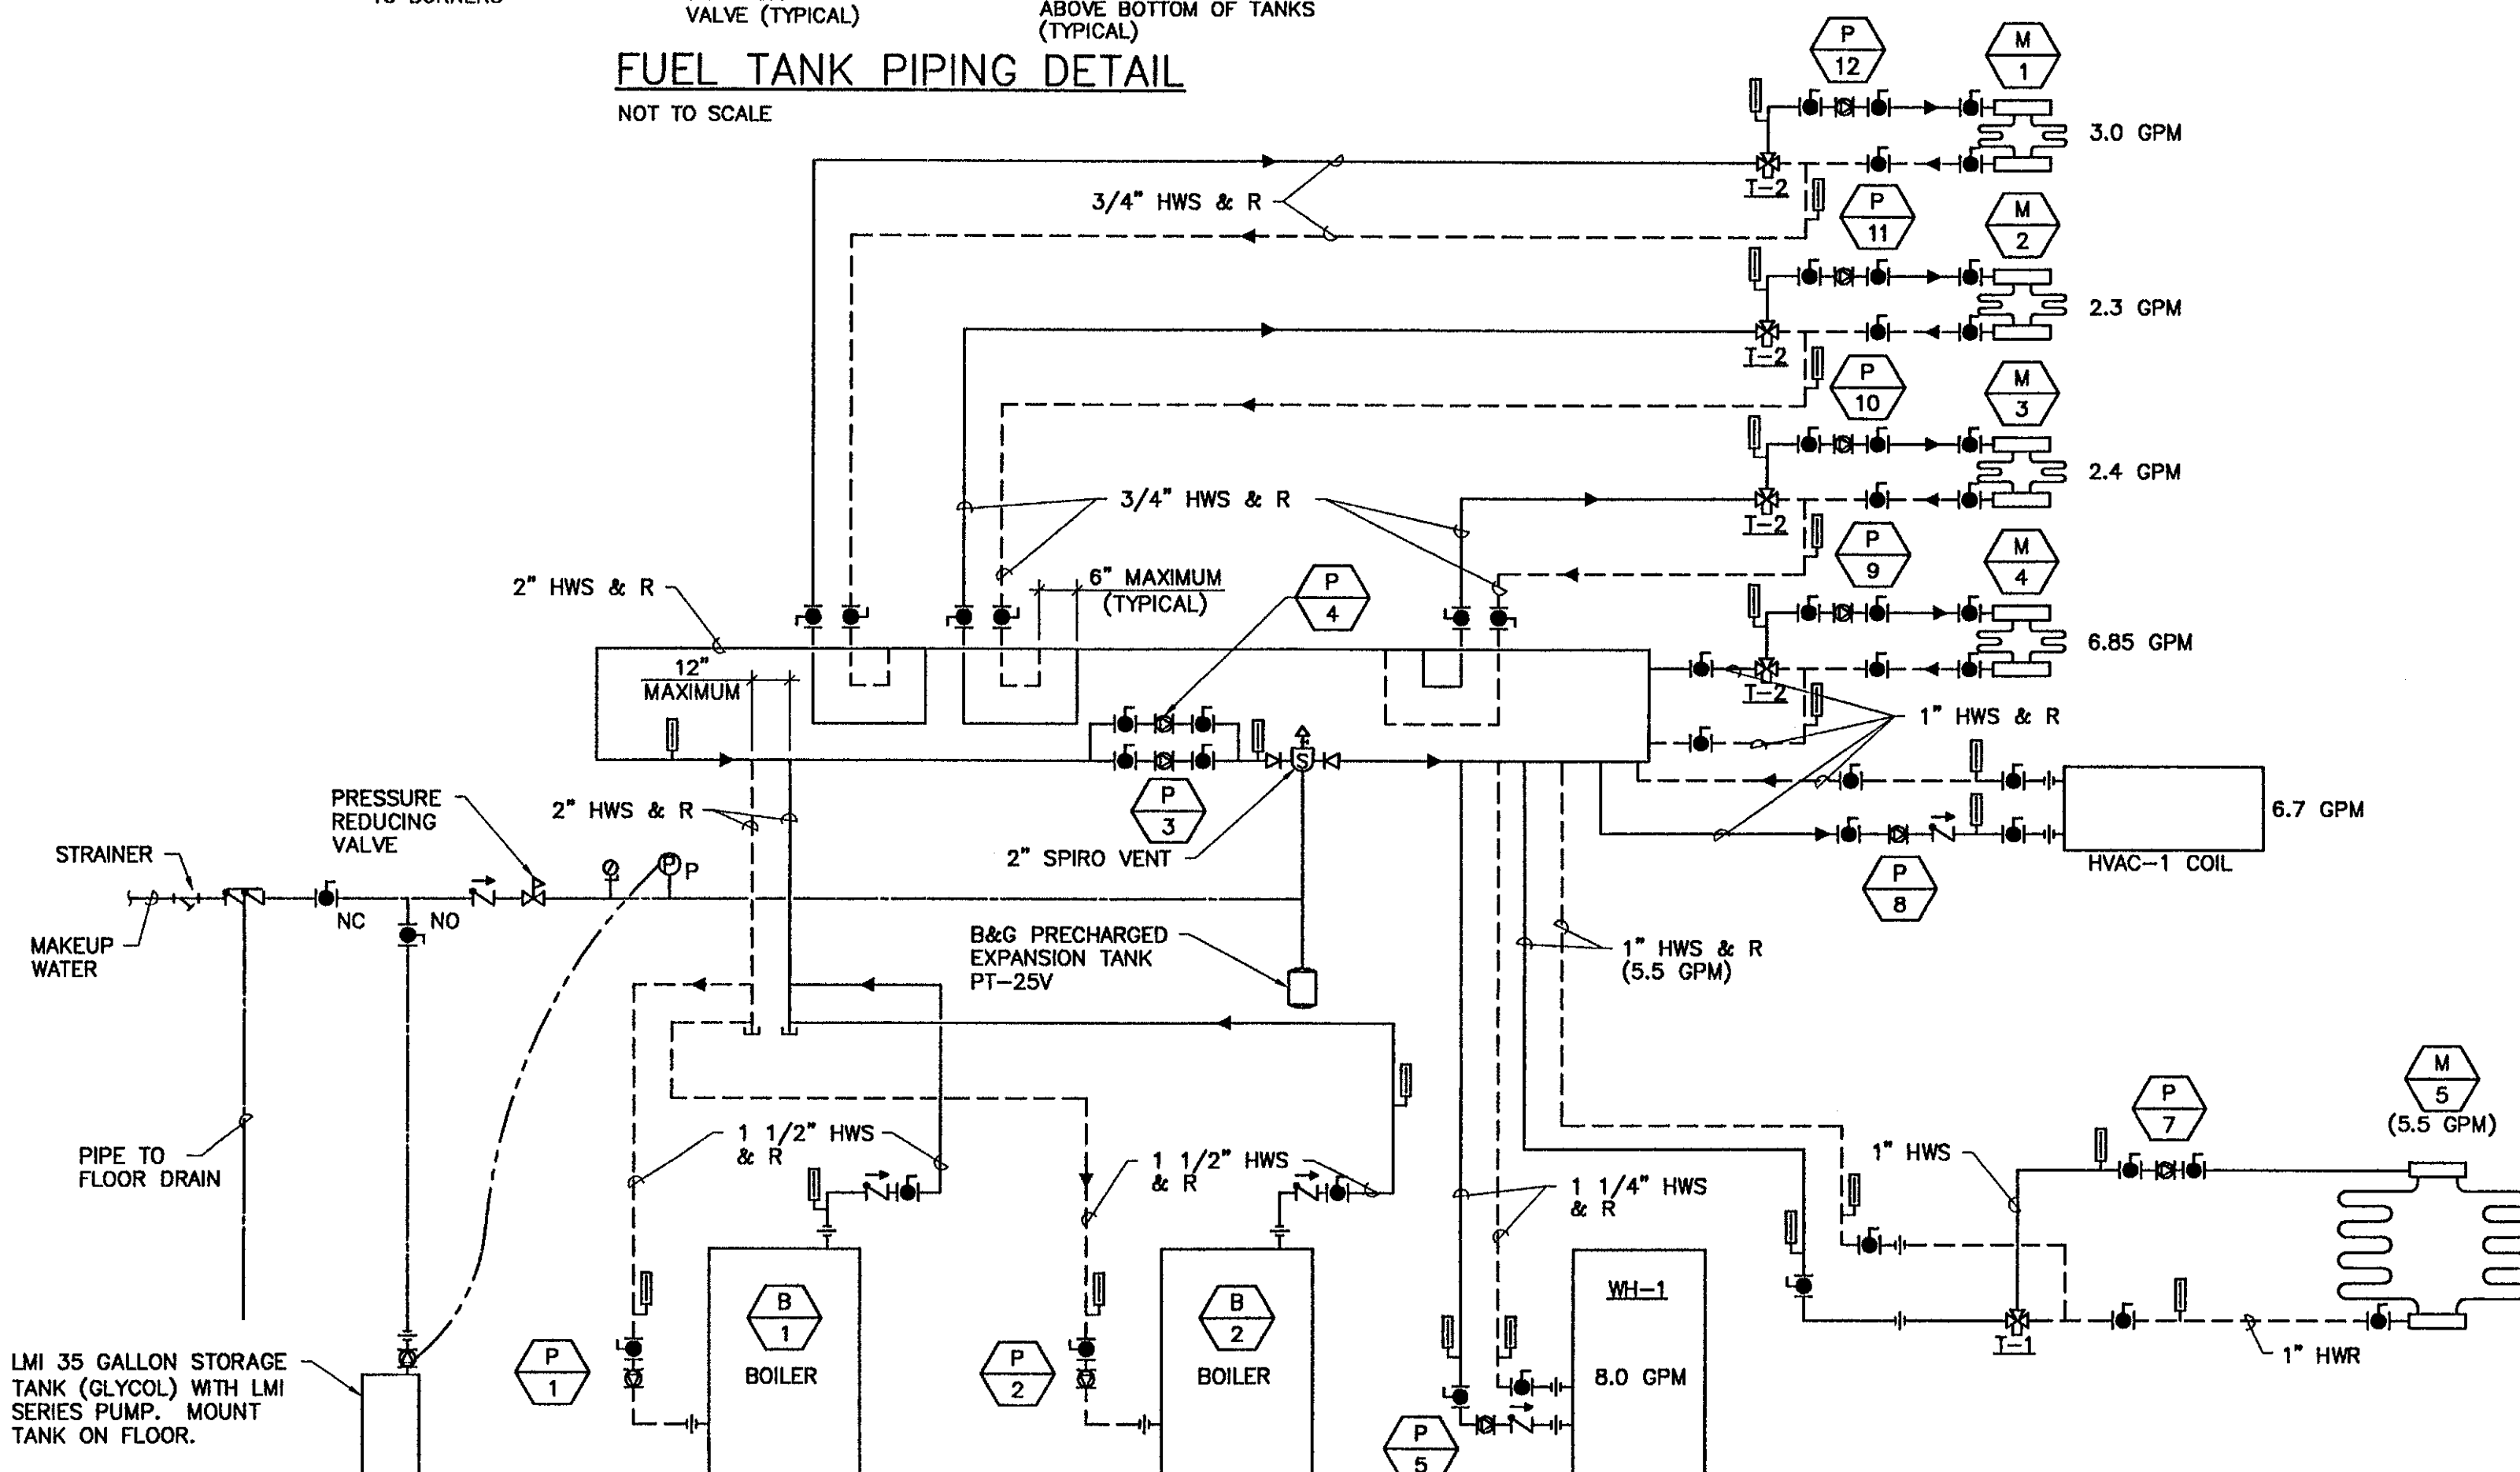 VALVE (TYPICAL)
ABOVE BOTTOM OF TANKS
(TYPICAL)
FUEL TANK PIPING DETAIL
NOT TO SCALE
P
12
M
1
3.0 GPM
T-2
3/4" HWS & R
P
11
M
2
2.3 GPM
T-2
P
10
M
3
2.4 GPM
T-2
3/4" HWS & R
P
9
M
4
6.85 GPM
T-2
2" HWS & R
6" MAXIMUM
(TYPICAL)
P
4
12"
MAXIMUM
1" HWS & R
PRESSURE
REDUCING
VALVE
2" HWS & R
P
3
2" SPIRO VENT
S
6.7 GPM
HVAC-1 COIL
P
8
STRAINER
P
P
NC
NO
MAKEUP
WATER
B&G PRECHARGED
EXPANSION TANK
PT-25V
1" HWS & R
(5.5 GPM)
M
5
(5.5 GPM)
P
7
PIPE TO
FLOOR DRAIN
1 1/2" HWS
& R
1 1/2" HWS
& R
1 1/4" HWS
& R
1" HWS
B
1
BOILER
B
2
BOILER
WH-1
8.0 GPM
T-1
1" HWR
LMI 35 GALLON STORAGE
TANK (GLYCOL) WITH LMI
SERIES PUMP. MOUNT
TANK ON FLOOR.
P
1
P
2
P
5